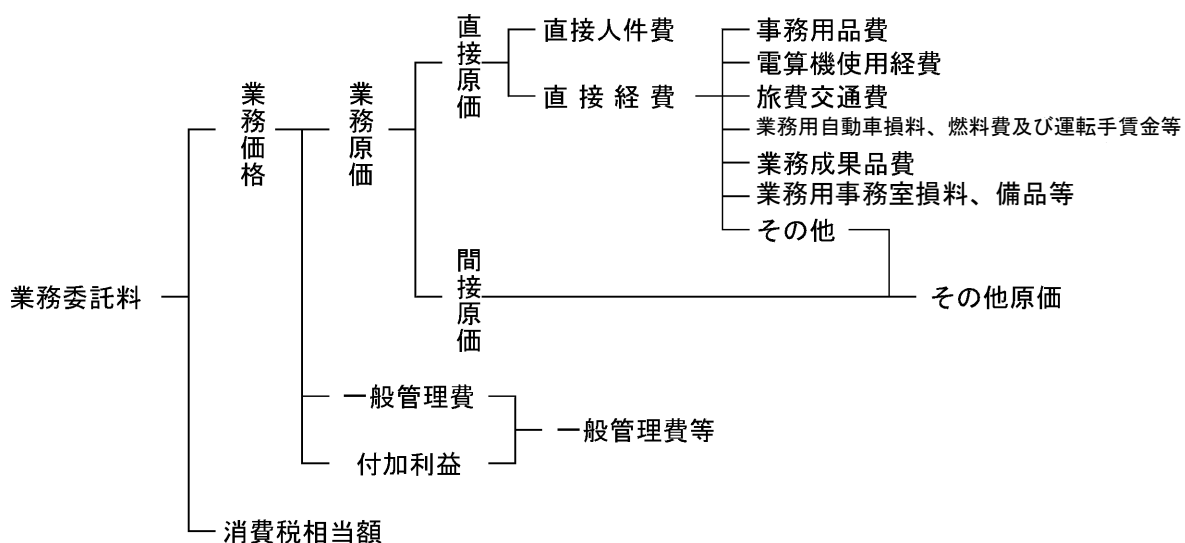 業務委託料
業務価格
業務原価
直接原価
直接人件費
直接経費
事務用品費
電算機使用経費
旅費交通費
業務用自動車損料、燃料費及び運転手賃金等
業務成果品費
業務用事務室損料、備品等
その他
間接原価
その他原価
一般管理費
付加利益
一般管理費等
消費税相当額